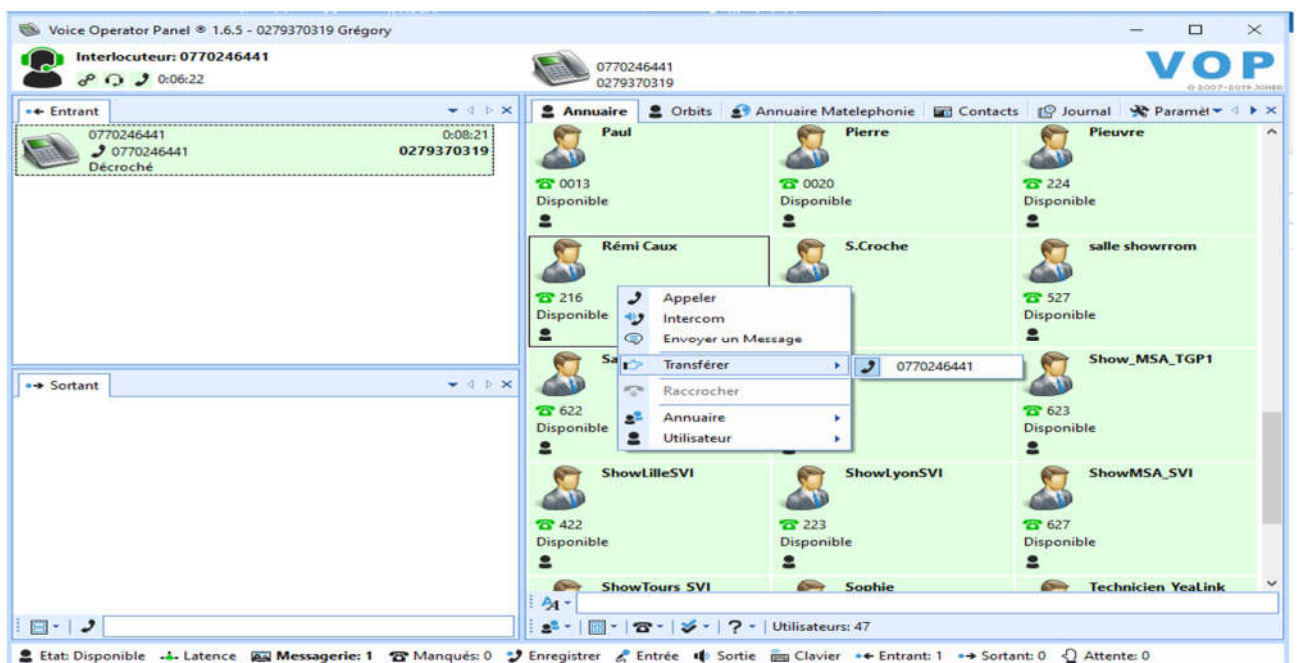 Voice Operator Panel ® 1.6.5 - 0279370319 Grégory
Interlocuteur: 0770246441
0:06:22
0770246441
0279370319
VOP
© 2007-2019 JOHER
Entrant
0770246441 0:08:21
0770246441 0279370319
Décroché
Sortant
Annuaire Orbits Annuaire Matelephonie Contacts Journal Paramèt
Paul Pierre Pieuvre
0013 0020 224
Disponible Disponible Disponible
Rémi Caux S.Croche salle showrrom
216 527
Disponible Disponible
Appeler
Intercom
Envoyer un Message
Transférer 0770246441
Raccrocher
Annuaire
Utilisateur
Sa Show_MSA_TGP1
622 623
Disponible Disponible
ShowLilleSVI ShowLyonSVI ShowMSA_SVI
422 223 627
Disponible Disponible Disponible
ShowTours SVI Sophie Technicien YeaLink
Utilisateurs: 47
Etat: Disponible Latence Messagerie: 1 Manqués: 0 Enregistrer Entrée Sortie Clavier Entrant: 1 Sortant: 0 Attente: 0